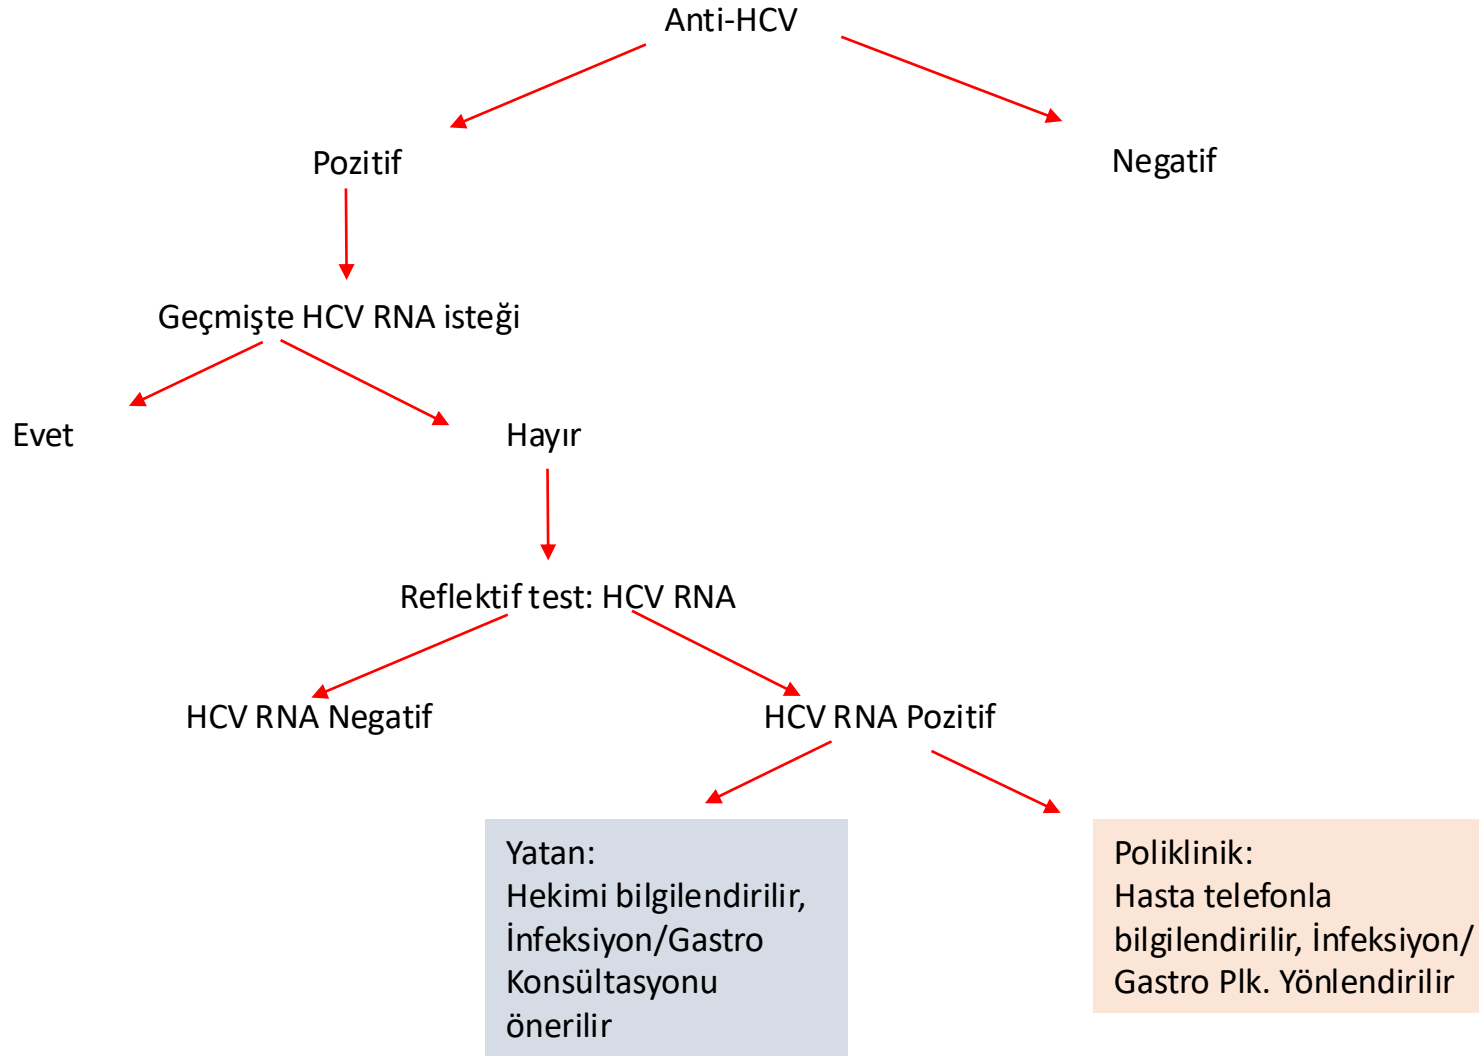 Anti-HCV
Pozitif
Negatif
Geçmişte HCV RNA isteği
Evet
Hayır
Reflektif test: HCV RNA
HCV RNA Negatif
HCV RNA Pozitif
Yatan:
Hekimi bilgilendirilir,
İnfeksiyon/Gastro
Konsültasyonu
önerilir
Poliklinik:
Hasta telefonla
bilgilendirilir, İnfeksiyon/
Gastro Plk. Yönlendirilir